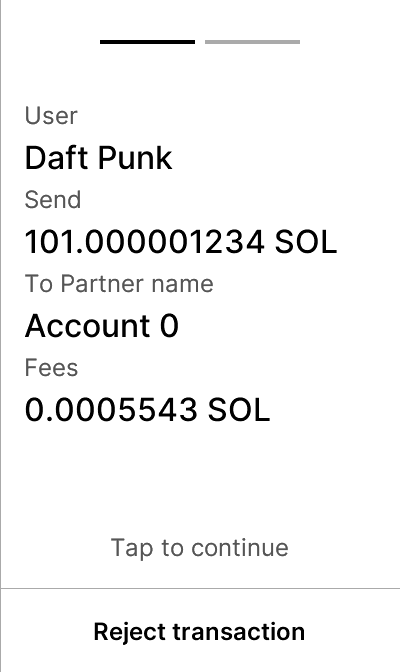 User
Daft Punk
Send
101.000001234 SOL
To Partner name
Account 0
Fees
0.0005543 SOL
Tap to continue
Reject transaction